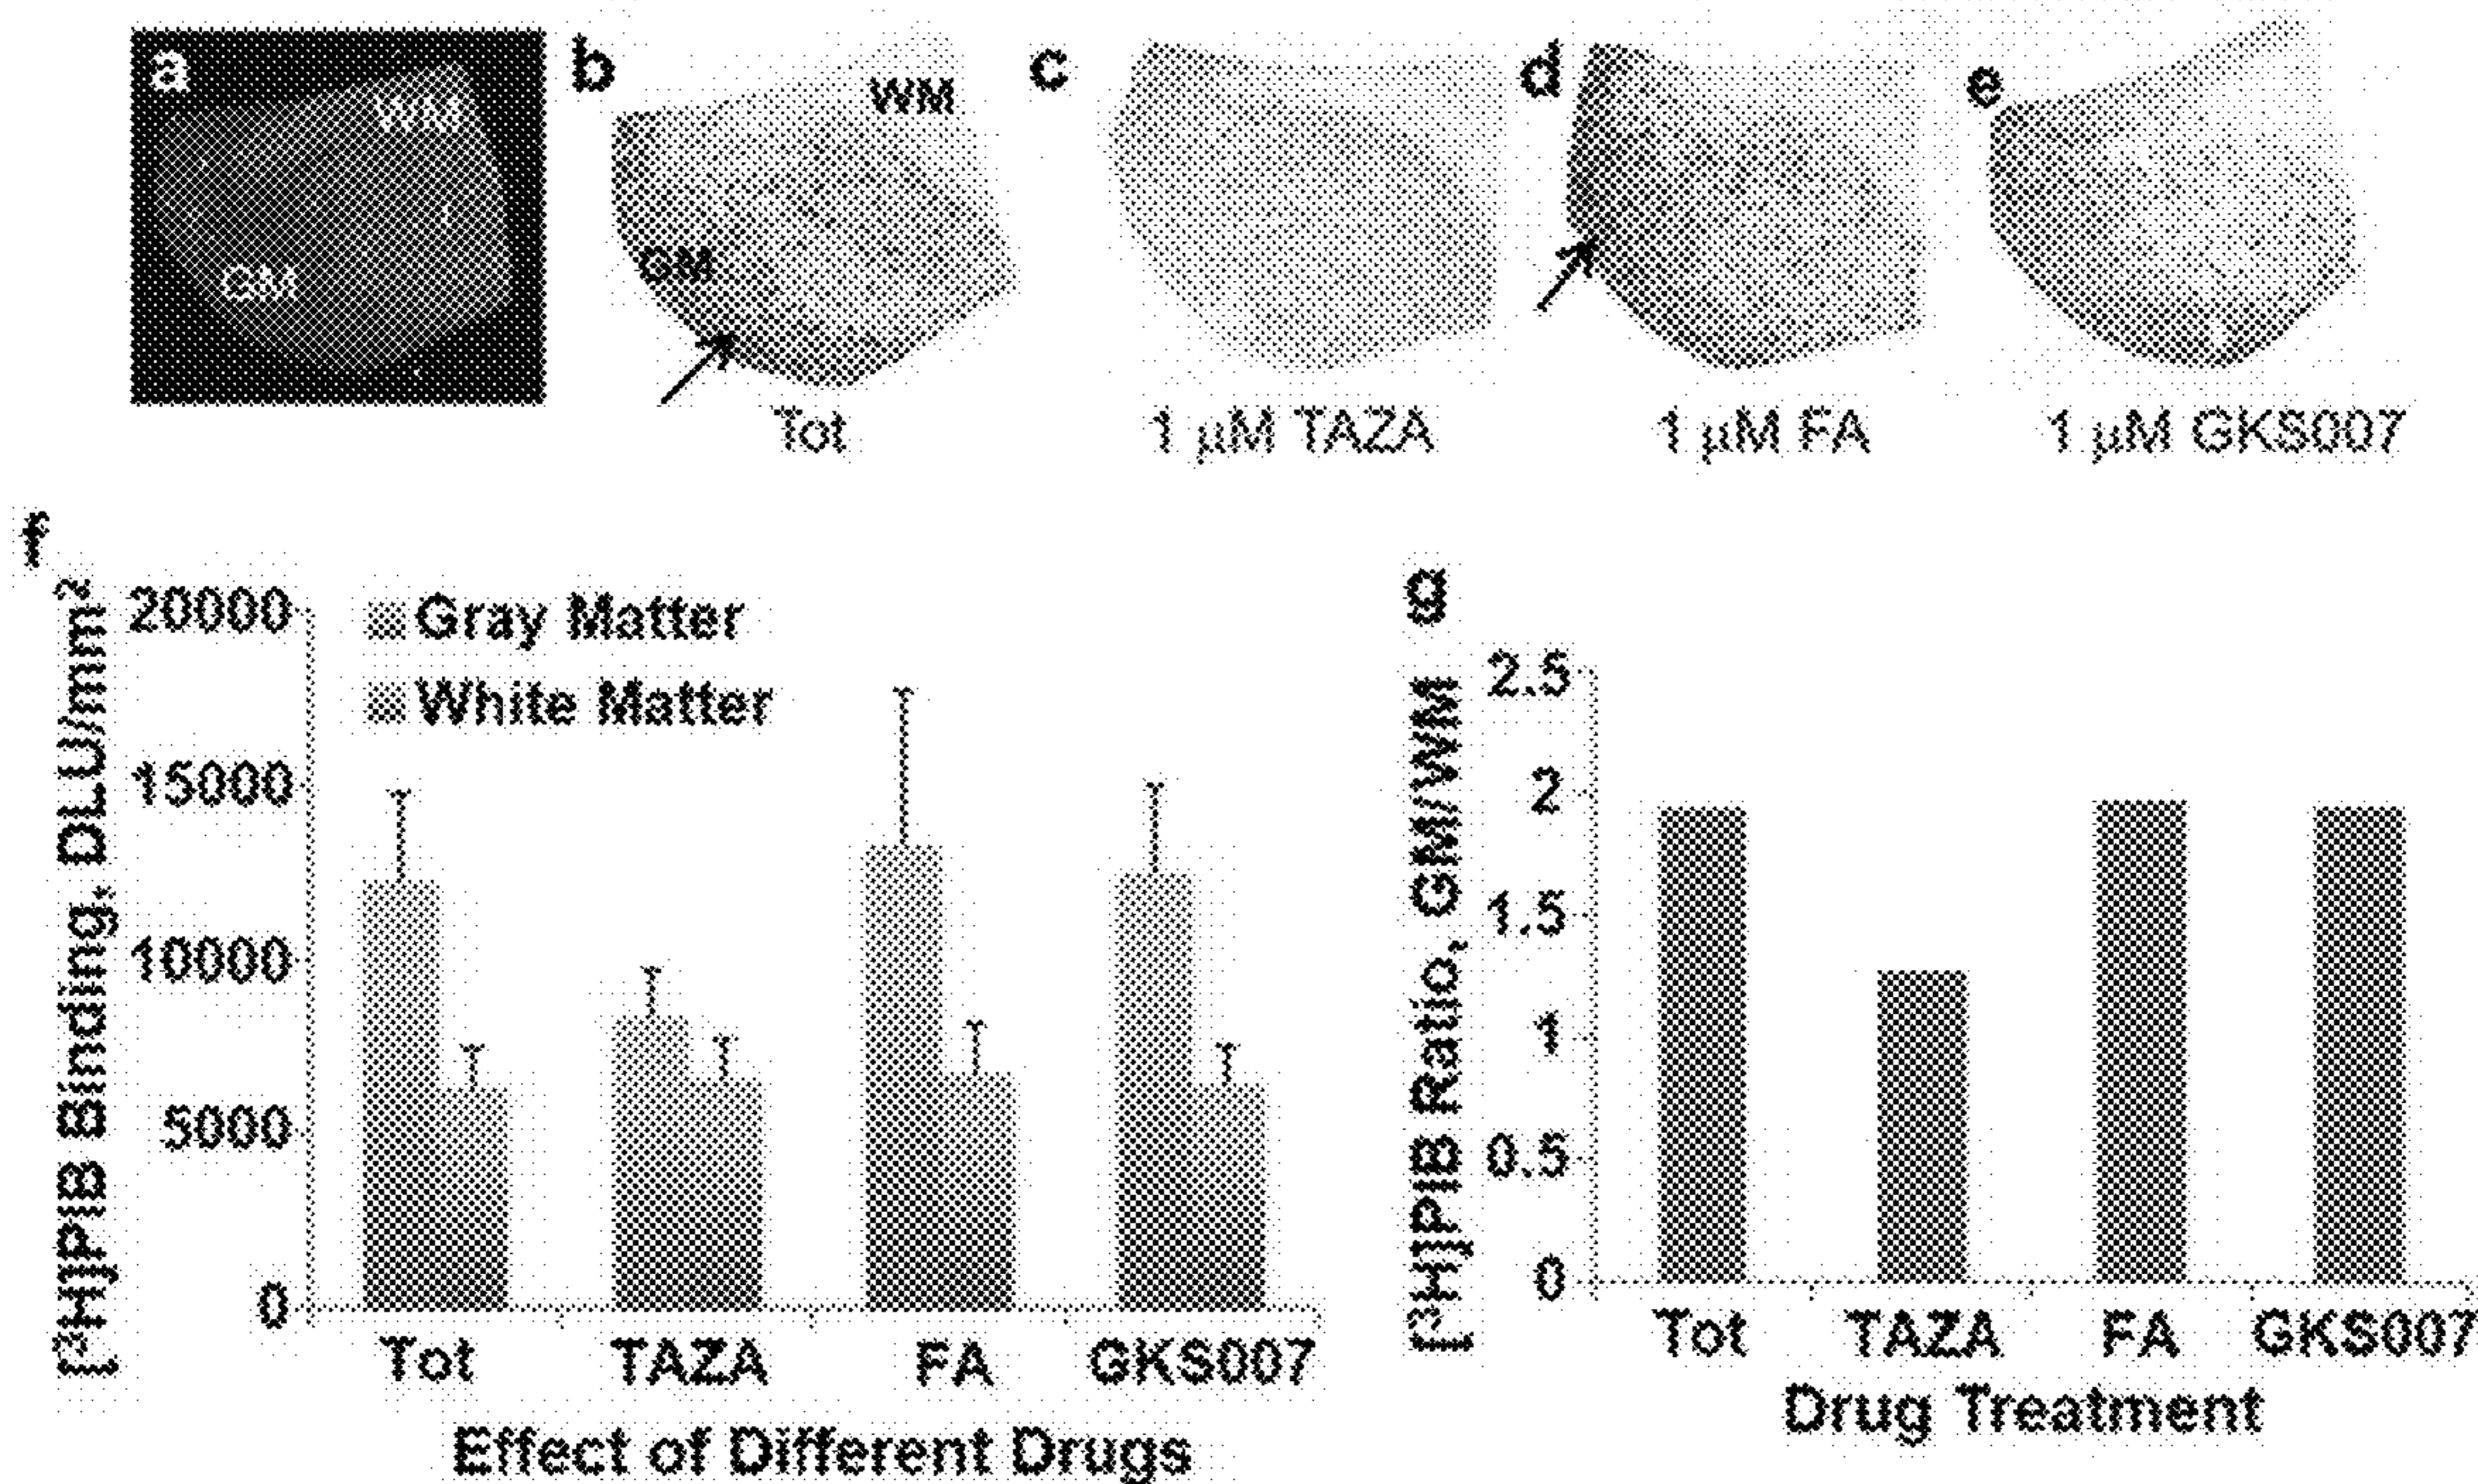 a
WM
GM
b
WM
GM
Tot
c
1 μM TAZA
d
1 μM FA
e
1 μM GKS007
f
[³H]PIB Binding, DLU/mm²
20000
15000
10000
5000
0
Gray Matter
White Matter
Tot TAZA FA GKS007
Effect of Different Drugs
g
[³H]PIB Ratio, GM/WM
2.5
2
1.5
1
0.5
0
Tot TAZA FA GKS007
Drug Treatment